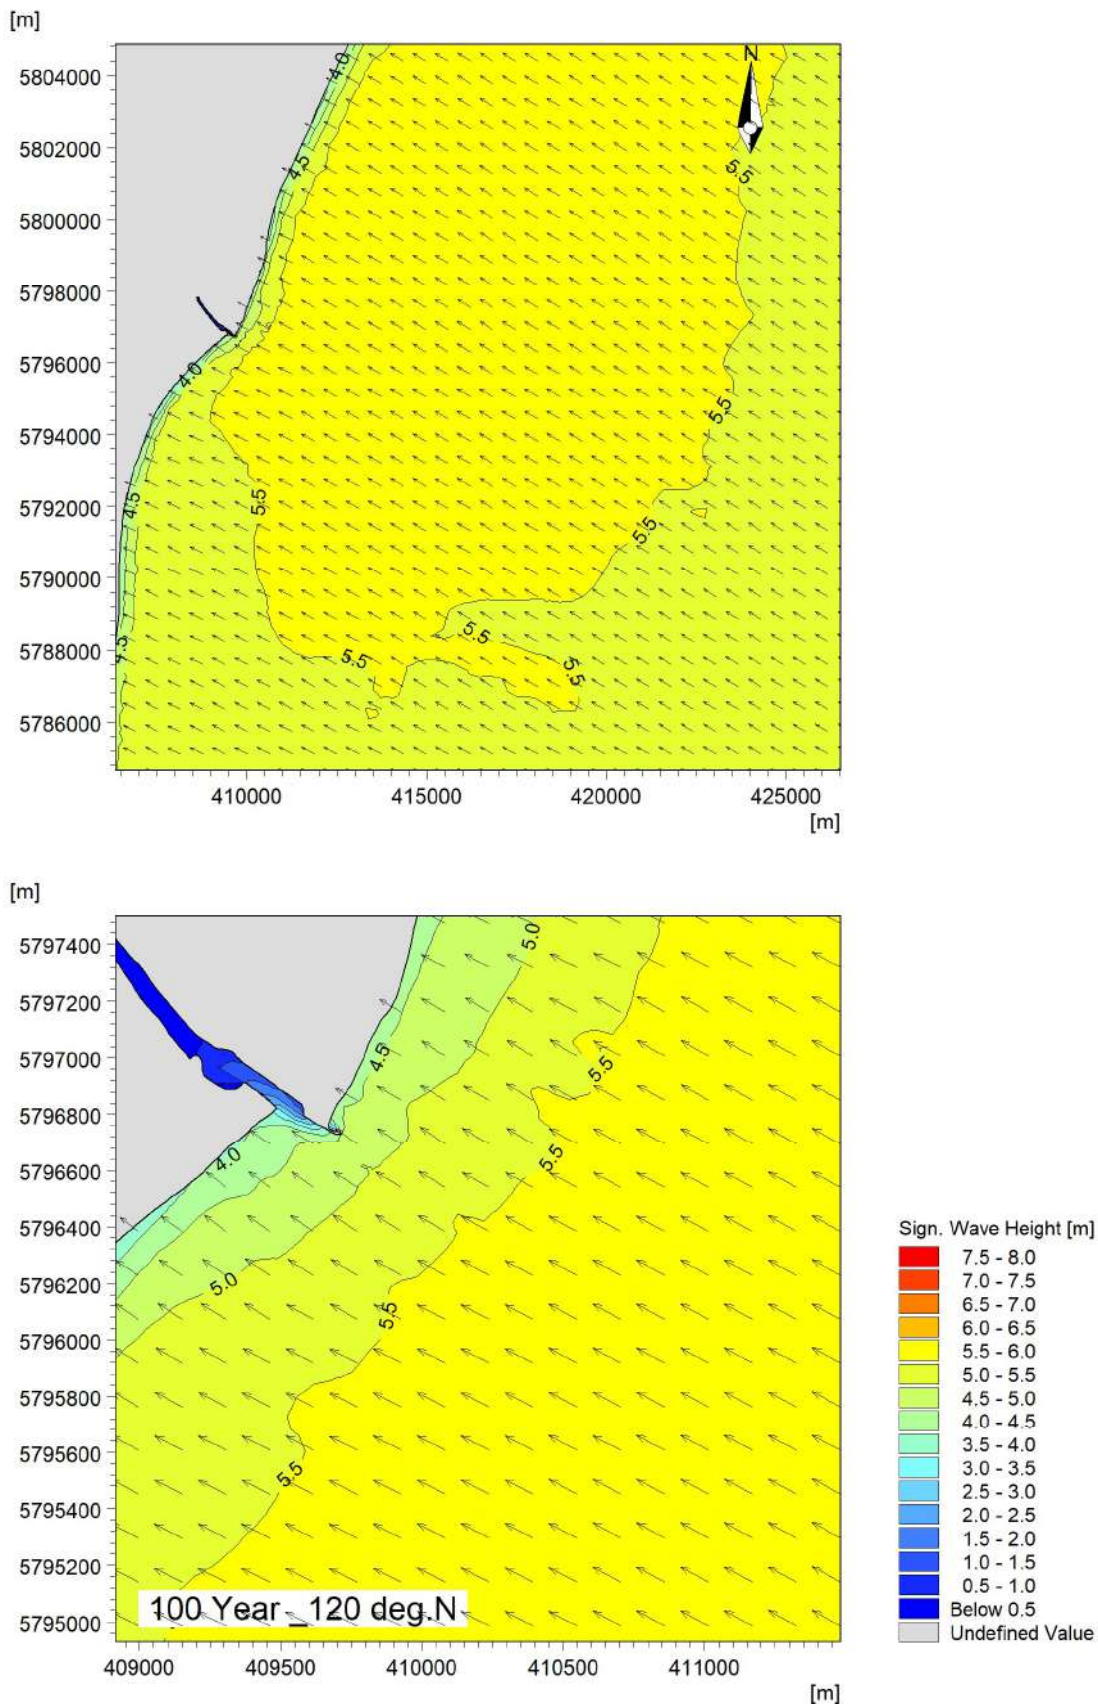 [m]
5804000
5802000
5800000
5798000
5796000
5794000
5792000
5790000
5788000
5786000
N
4.0
4.5
5.5
4.0
5.5
5.5
4.5
5.5
5.5
4.5
5.5
5.5
410000 415000 420000 425000
[m]
[m]
5797400
5797200
5797000
5796800
5796600
5796400
5796200
5796000
5795800
5795600
5795400
5795200
5795000
5.0
4.5
5.5
4.0
5.5
5.0
5.5
5.5
100 Year_120 deg.N
409000 409500 410000 410500 411000
[m]
Sign. Wave Height [m]
7.5 - 8.0
7.0 - 7.5
6.5 - 7.0
6.0 - 6.5
5.5 - 6.0
5.0 - 5.5
4.5 - 5.0
4.0 - 4.5
3.5 - 4.0
3.0 - 3.5
2.5 - 3.0
2.0 - 2.5
1.5 - 2.0
1.0 - 1.5
0.5 - 1.0
Below 0.5
Undefined Value